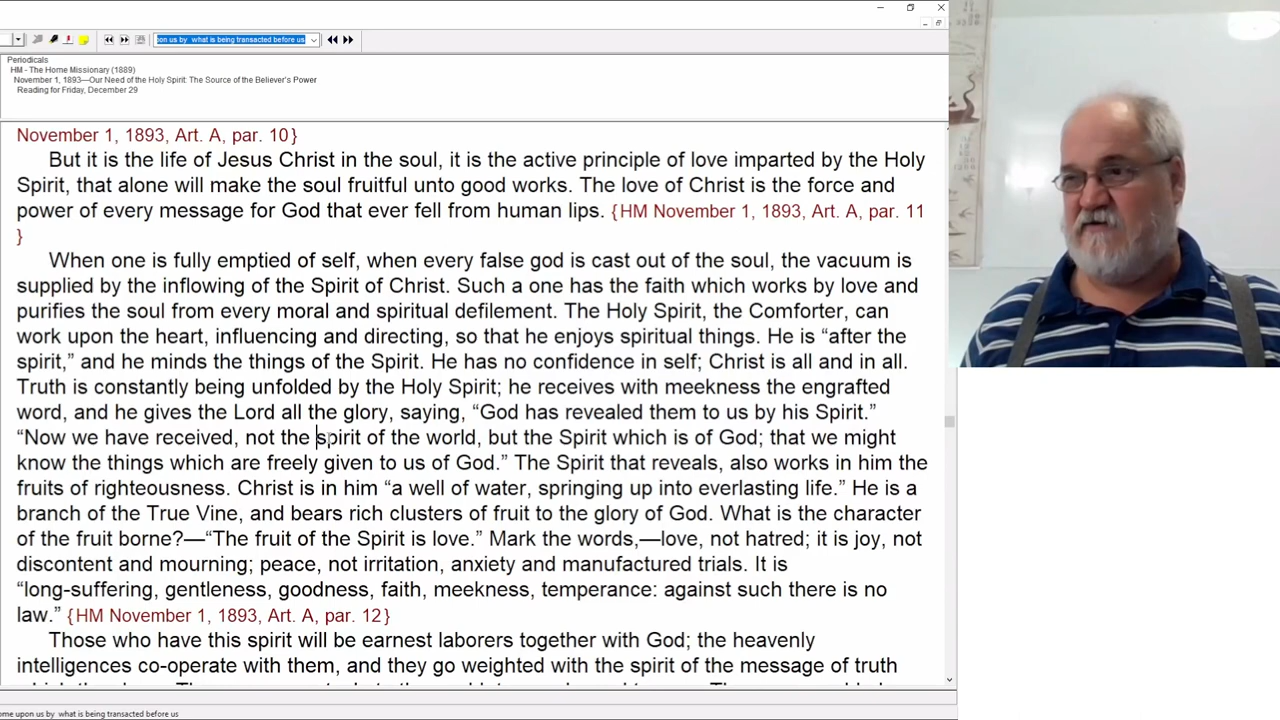 on us by  what is being transacted before us
Periodicals
HM - The Home Missionary (1889)
November 1, 1893—Our Need of the Holy Spirit: The Source of the Believer's Power
Reading for Friday, December 29
November 1, 1893, Art. A, par. 10}
But it is the life of Jesus Christ in the soul, it is the active principle of love imparted by the Holy
Spirit, that alone will make the soul fruitful unto good works. The love of Christ is the force and
power of every message for God that ever fell from human lips. {HM November 1, 1893, Art. A, par. 11
}
When one is fully emptied of self, when every false god is cast out of the soul, the vacuum is
supplied by the inflowing of the Spirit of Christ. Such a one has the faith which works by love and
purifies the soul from every moral and spiritual defilement. The Holy Spirit, the Comforter, can
work upon the heart, influencing and directing, so that he enjoys spiritual things. He is “after the
spirit,” and he minds the things of the Spirit. He has no confidence in self; Christ is all and in all.
Truth is constantly being unfolded by the Holy Spirit; he receives with meekness the engrafted
word, and he gives the Lord all the glory, saying, “God has revealed them to us by his Spirit.”
“Now we have received, not the spirit of the world, but the Spirit which is of God; that we might
know the things which are freely given to us of God.” The Spirit that reveals, also works in him the
fruits of righteousness. Christ is in him “a well of water, springing up into everlasting life.” He is a
branch of the True Vine, and bears rich clusters of fruit to the glory of God. What is the character
of the fruit borne?—“The fruit of the Spirit is love.” Mark the words,—love, not hatred; it is joy, not
discontent and mourning; peace, not irritation, anxiety and manufactured trials. It is
“long-suffering, gentleness, goodness, faith, meekness, temperance: against such there is no
law.” {HM November 1, 1893, Art. A, par. 12}
Those who have this spirit will be earnest laborers together with God; the heavenly
intelligences co-operate with them, and they go weighted with the spirit of the message of truth
ome upon us by  what is being transacted before us